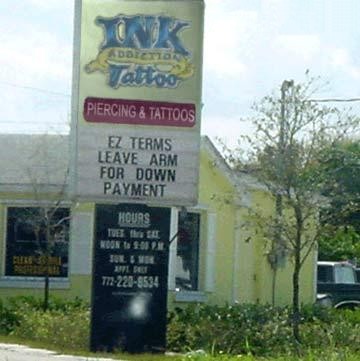 INK
ADDICTION
Tattoo
PIERCING & TATTOOS
EZ TERMS
LEAVE ARM
FOR DOWN
PAYMENT
HOURS
TUES. thru SAT.
NOON to 9:00 P.M.
SUN. & MON.
APPT. ONLY
772-220-8534
PROFESSIONAL